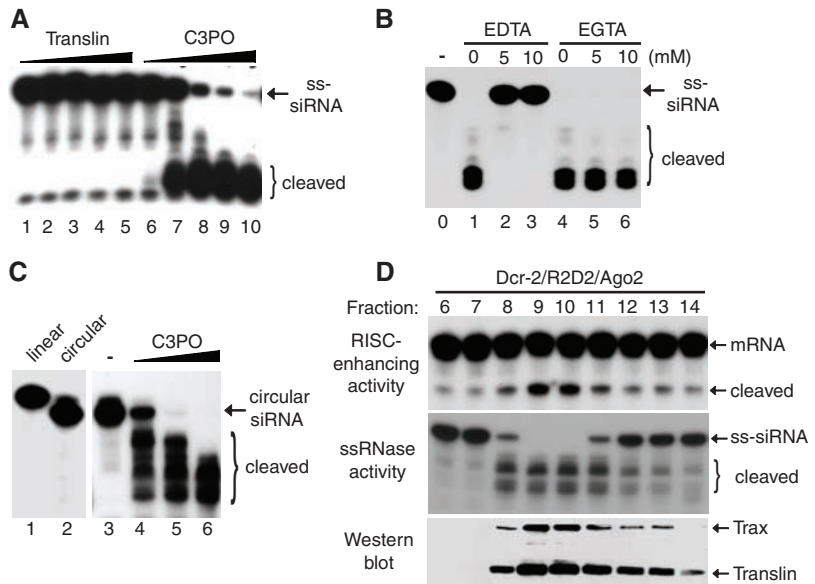 A
Translin C3PO
ss-
siRNA
cleaved
1 2 3 4 5 6 7 8 9 10
B
EDTA EGTA
- 0 5 10 0 5 10 (mM)
ss-
siRNA
cleaved
0 1 2 3 4 5 6
C
linear circular - C3PO
circular
siRNA
cleaved
1 2 3 4 5 6
D
Dcr-2/R2D2/Ago2
Fraction: 6 7 8 9 10 11 12 13 14
RISC-
enhancing
activity
mRNA
cleaved
ssRNase
activity
ss-siRNA
cleaved
Western
blot
Trax
Translin